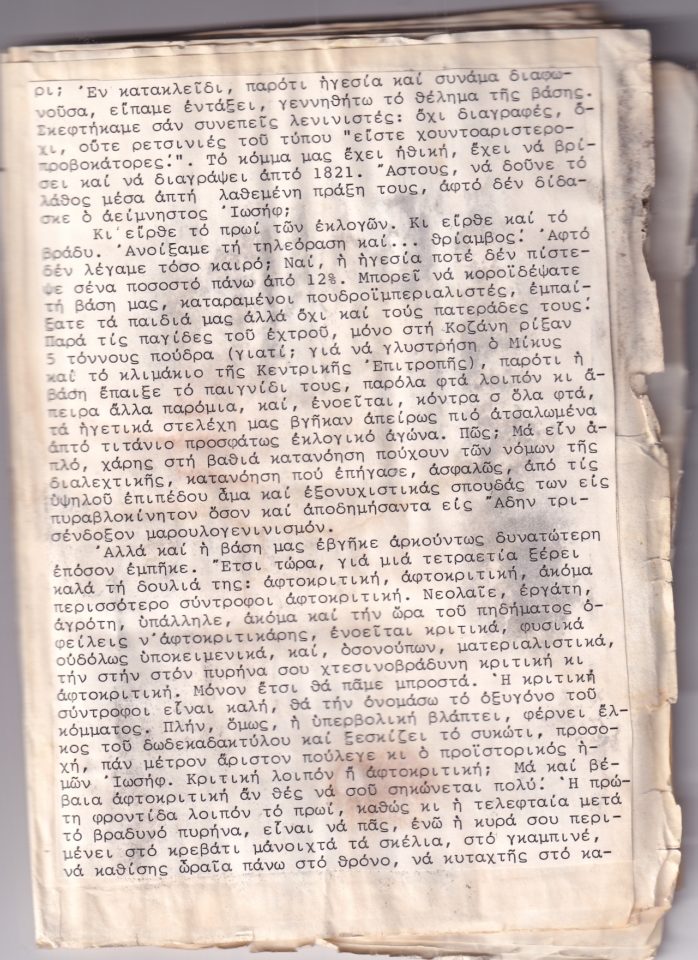 ρι; Ἐν κατακλεῖδι, παρότι ἡγεσία καί συνάμα διαφω-
νοῦσα, εἴπαμε ἐντάξει, γεννηθήτω τό θέλημα τῆς βάσης.
Σκεφτήκαμε σάν συνεπεῖς λενινιστές: ὄχι διαγραφές, ὄ-
χι, οὔτε ρετσινιές τοῦ τύπου "εἴστε χουντοαριστερο-
προβοκάτορες!". Τό κόμμα μας ἔχει ἠθική, ἔχει νά βρί-
σει καί νά διαγράψει ἀπτό 1821. Ἄστους, νά δοῦνε τό
λάθος μέσα ἀπτή λαθεμένη πράξη τους, ἀφτό δέν δίδα-
σκε ὁ ἀείμνηστος Ἰωσήφ;
Κι εἴρθε τό πρωί τῶν ἐκλογῶν. Κι εἴρθε καί τό
βράδυ. Ἀνοίξαμε τή τηλεόραση καί... θρίαμβος! Ἀφτό
δέν λέγαμε τόσο καιρό; Ναί, ἡ ἡγεσία ποτέ δέν πίστε-
ψε σένα ποσοστό πάνω ἀπό 12%. Μπορεῖ νά κοροϊδέψατε
τή βάση μας, καταραμένοι πουδροϊμπεριαλιστές, ἐμπαί-
ξατε τά παιδιά μας ἀλλά ὄχι καί τούς πατεράδες τους!
Παρά τίς παγίδες τοῦ ἐχτροῦ, μόνο στή Κοζάνη ρίξαν
5 τόννους πούδρα (γιατί; γιά νά γλυστρήση ὁ Μίκυς
καί τό κλιμάκιο τῆς Κεντρικῆς Ἐπιτροπῆς), παρότι ἡ
βάση ἔπαιξε τό παιγνίδι τους, παρόλα φτά λοιπόν κι ἄ-
πειρα ἄλλα παρόμια, καί, ἐνοεῖται, κόντρα σ ὅλα φτά,
τά ἡγετικά στελέχη μας βγῆκαν ἀπείρως πιό ἀτσαλωμένα
ἀπτό τιτάνιο προσφάτως ἐκλογικό ἀγώνα. Πῶς; Μά εἶν ἁ-
πλό, χάρης στή βαθιά κατανόηση πούχουν τῶν νόμων τῆς
διαλεχτικῆς, κατανόηση πού ἐπήγασε, ἀσφαλῶς, ἀπό τίς
ὑψηλοῦ ἐπιπέδου ἅμα καί ἐξονυχιστικάς σπουδάς των εἰς
πυραβλοκίνητον ὅσον καί ἀποδημήσαντα εἰς Ἄδην τρι-
σένδοξον μαρουλογενινισμόν.
Ἀλλά καί ἡ βάση μας ἐβγῆκε ἀρκούντως δυνατώτερη
ἐπόσον ἐμπῆκε. Ἔτσι τώρα, γιά μιά τετραετία ξέρει
καλά τή δουλιά της: ἀφτοκριτική, ἀφτοκριτική, ἀκόμα
περισσότερο σύντροφοι ἀφτοκριτική. Νεολαῖε, ἐργάτη,
ἀγρότη, ὑπάλληλε, ἀκόμα καί τήν ὥρα τοῦ πηδήματος ὀ-
φείλεις ν'ἀφτοκριτικάρης, ἐνοεῖται κριτικά, φυσικά
οὐδόλως ὑποκειμενικά, καί, ὁσονούπων, ματεριαλιστικά,
τήν στήν στόν πυρήνα σου χτεσινοβράδυνη κριτική κι
ἀφτοκριτική. Μόνον ἔτσι θά πᾶμε μπροστά. Ἡ κριτική
σύντροφοι εἶναι καλή, θά τήν ὀνομάσω τό ὀξυγόνο τοῦ
κόμματος. Πλήν, ὅμως, ἡ ὑπερβολική βλάπτει, φέρνει ἕλ-
κος τοῦ δωδεκαδακτύλου καί ξεσκίζει τό συκώτι, προσο-
χή, πάν μέτρον ἄριστον πούλεγε κι ὁ προϊστορικός ἡ-
μῶν Ἰωσήφ. Κριτική λοιπόν ἤ ἀφτοκριτική; Μά καί βέ-
βαια ἀφτοκριτική ἄν θές νά σοῦ σηκώνεται πολύ! Ἡ πρώ-
τη φροντίδα λοιπόν τό πρωί, καθώς κι ἡ τελεφταία μετά
τό βραδυνό πυρήνα, εἶναι νά πᾶς, ἐνῶ ἡ κυρά σου περι-
μένει στό κρεβάτι μἀνοιχτά τά σκέλια, στό γκαμπινέ,
νά καθίσης ὡραῖα πάνω στό θρόνο, νά κυταχτῆς στό κα-